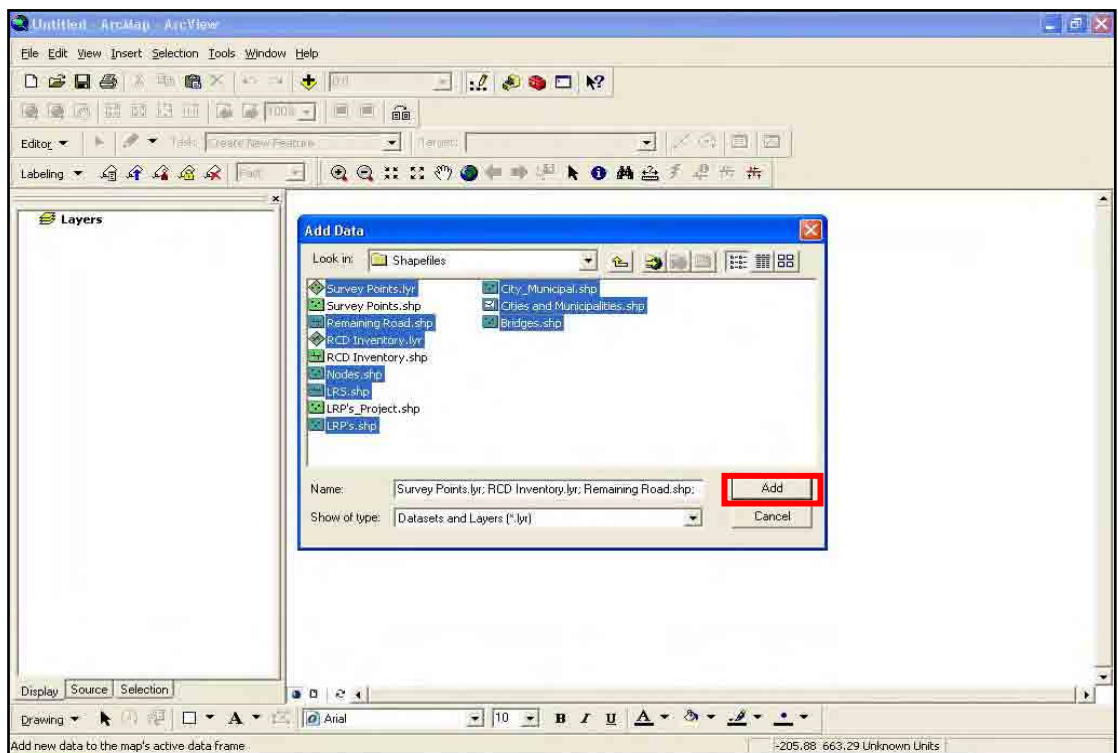 Untitled - ArcMap - ArcView
File Edit View Insert Selection Tools Window Help
100%
Editor Task: Create New Feature Target:
Labeling Fast
Layers
Add Data
Look in: Shapefiles
Survey Points.lyr
Survey Points.shp
Remaining Road.shp
RCD Inventory.lyr
RCD Inventory.shp
Nodes.shp
LRS.shp
LRP's_Project.shp
LRP's.shp
City_Municipal.shp
Cities and Municipalities.shp
Bridges.shp
Name: Survey Points.lyr; RCD Inventory.lyr; Remaining Road.shp;
Add
Show of type: Datasets and Layers (*.lyr)
Cancel
Display Source Selection
Drawing A Arial 10 B I U A
Add new data to the map's active data frame -205.88 663.29 Unknown Units